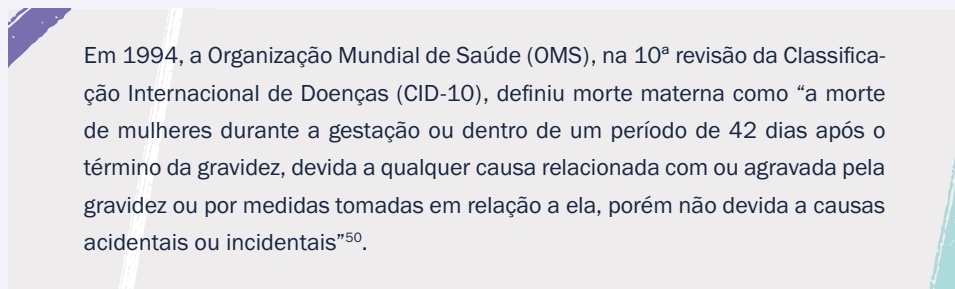 Em 1994, a Organização Mundial de Saúde (OMS), na 10ª revisão da Classifica-
ção Internacional de Doenças (CID-10), definiu morte materna como “a morte
de mulheres durante a gestação ou dentro de um período de 42 dias após o
término da gravidez, devida a qualquer causa relacionada com ou agravada pela
gravidez ou por medidas tomadas em relação a ela, porém não devida a causas
acidentais ou incidentais”⁵⁰.